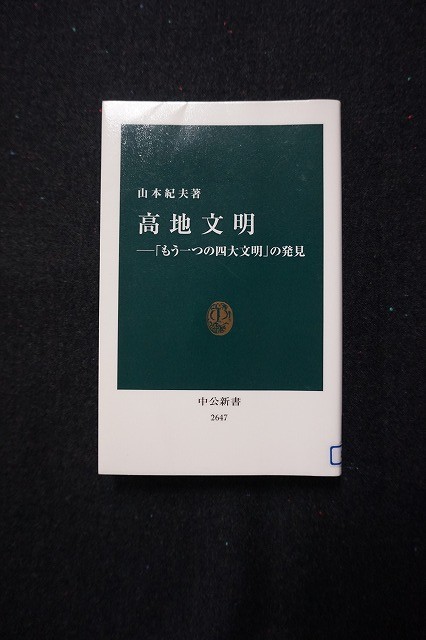 山本紀夫著
高地文明
―「もう一つの四大文明」の発見
中公新書
2647